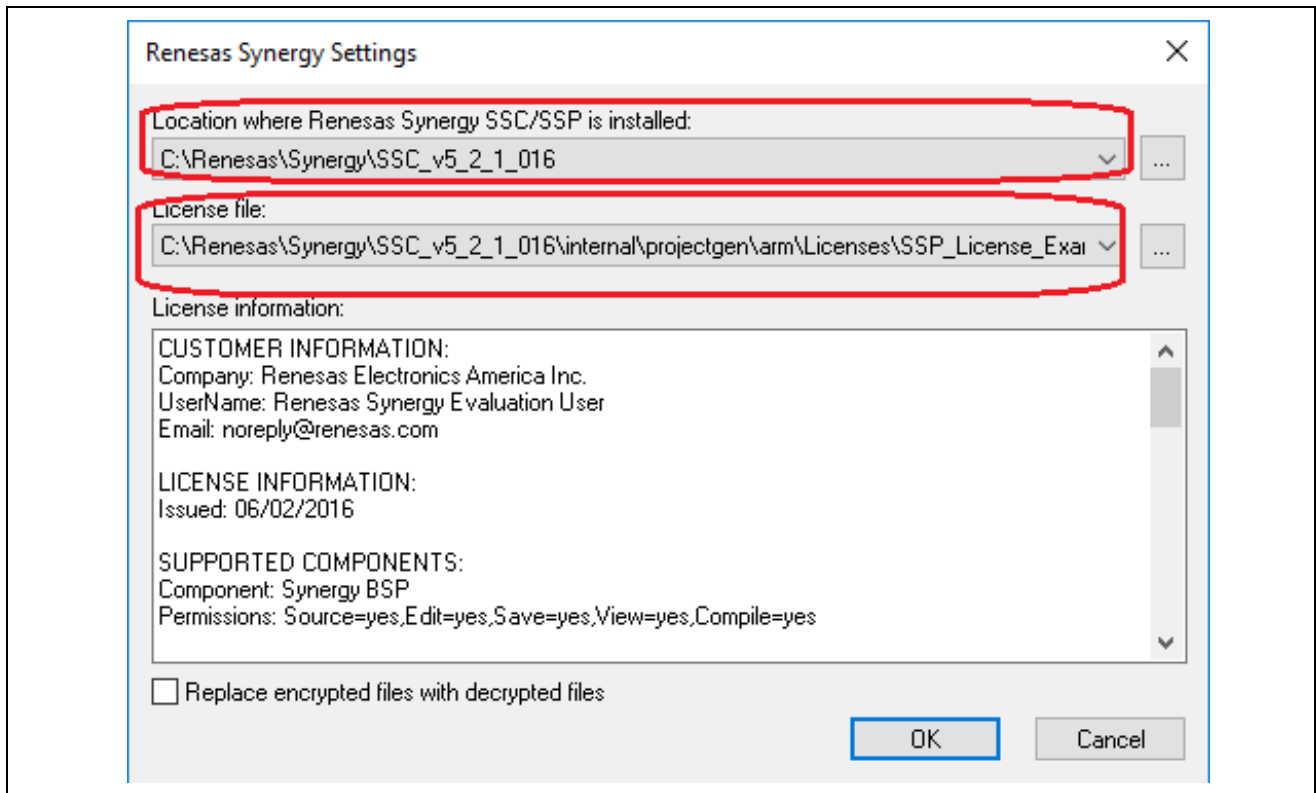 Renesas Synergy Settings
Location where Renesas Synergy SSC/SSP is installed:
C:\Renesas\Synergy\SSC_v5_2_1_016
...
License file:
C:\Renesas\Synergy\SSC_v5_2_1_016\internal\projectgen\arm\Licenses\SSP_License_Exar
...
License information:
CUSTOMER INFORMATION:
Company: Renesas Electronics America Inc.
UserName: Renesas Synergy Evaluation User
Email: noreply@renesas.com
LICENSE INFORMATION:
Issued: 06/02/2016
SUPPORTED COMPONENTS:
Component: Synergy BSP
Permissions: Source=yes,Edit=yes,Save=yes,View=yes,Compile=yes
Replace encrypted files with decrypted files
OK
Cancel